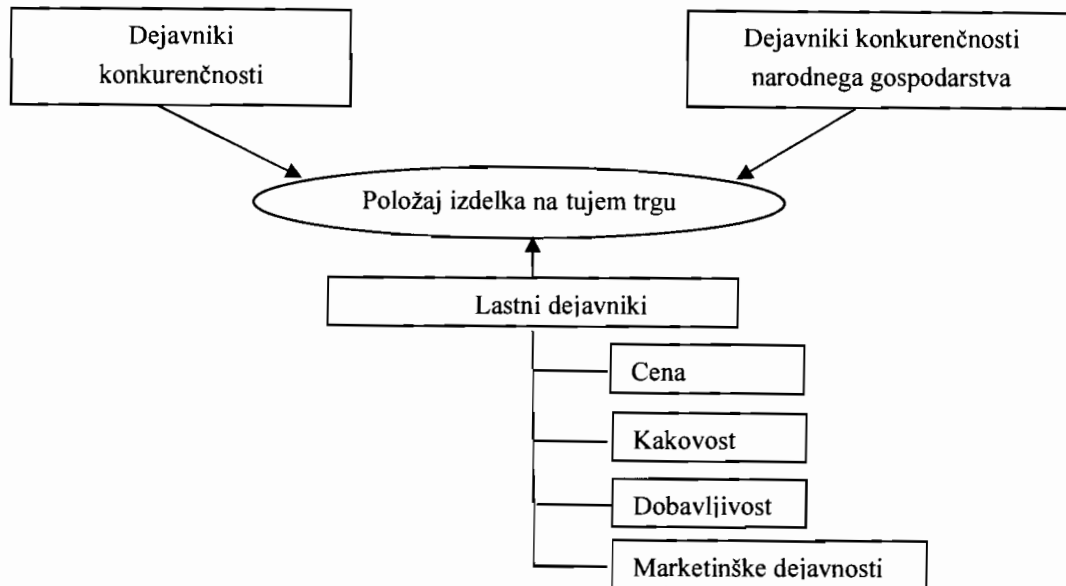 Dejavniki
konkurenčnosti
Dejavniki konkurenčnosti
narodnega gospodarstva
Položaj izdelka na tujem trgu
Lastni dejavniki
Cena
Kakovost
Dobavljivost
Marketinške dejavnosti